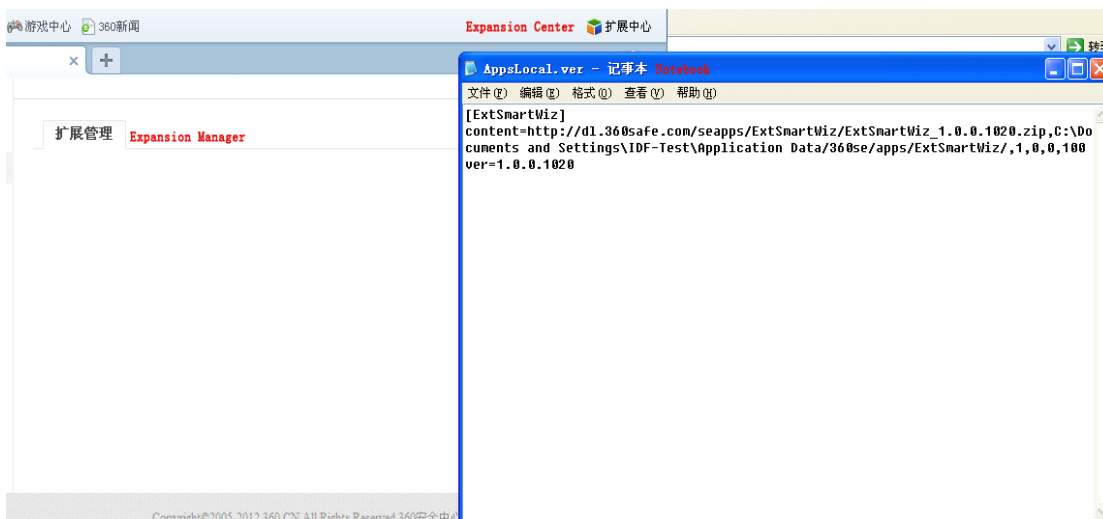 游戏中心 360新闻 Expansion Center 扩展中心
AppsLocal.ver - 记事本 Notebook
文件(F) 编辑(E) 格式(O) 查看(V) 帮助(H)
[ExtSmartWiz]
content=http://dl.360safe.com/seapps/ExtSmartWiz/ExtSmartWiz_1.0.0.1020.zip,C:\Do
cuments and Settings\IDF-Test\Application Data/360se/apps/ExtSmartWiz/,1,0,0,100
ver=1.0.0.1020
扩展管理 Expansion Manager
Copyright©2005-2012 360.CN All Rights Reserved 360安全中心